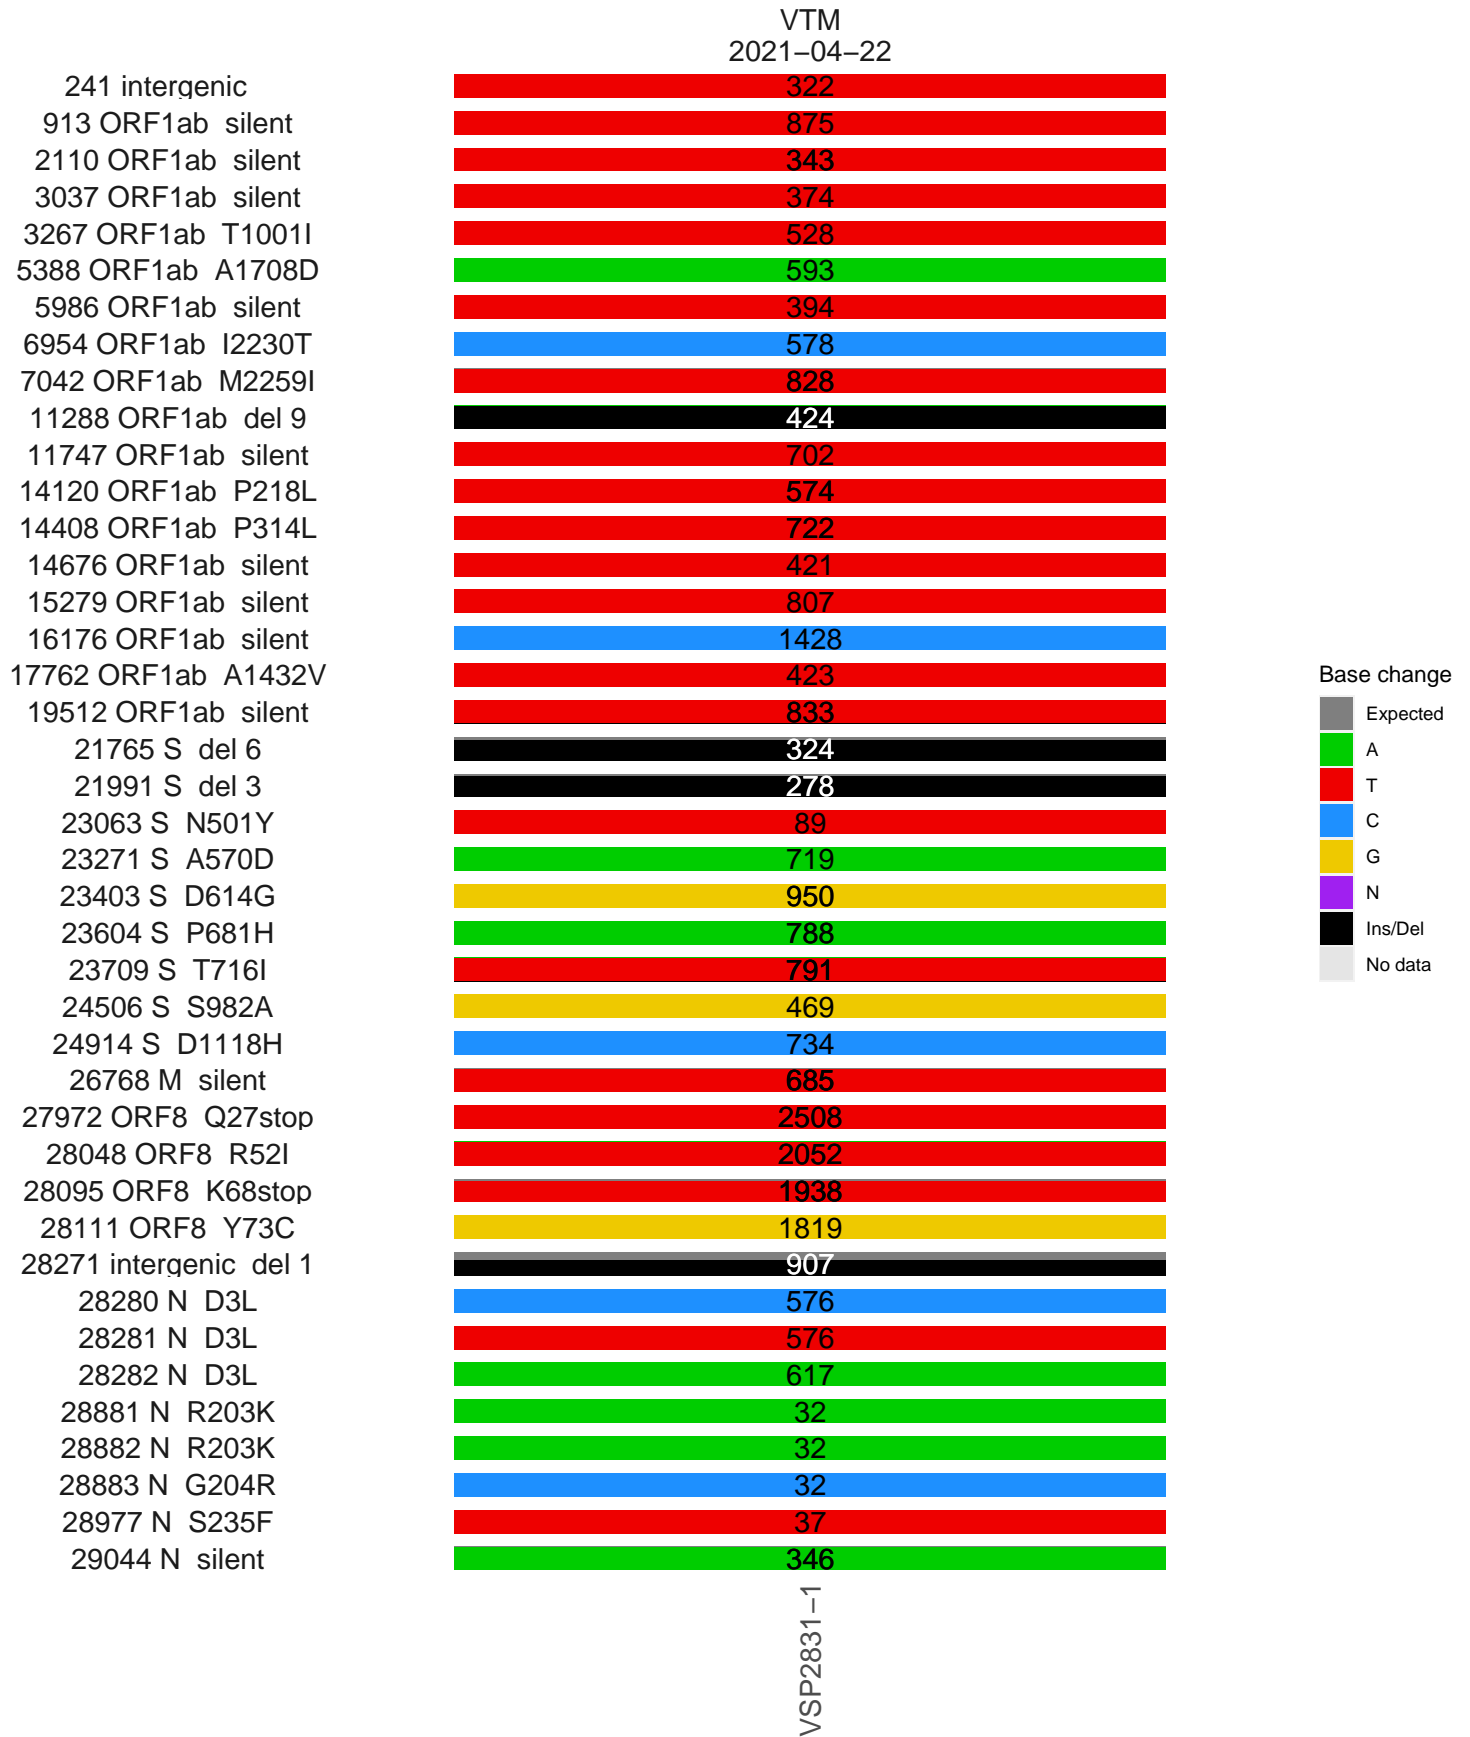 VTM
2021−04−22
241 intergenic 322
913 ORF1ab silent 875
2110 ORF1ab silent 343
3037 ORF1ab silent 374
3267 ORF1ab T1001I 528
5388 ORF1ab A1708D 593
5986 ORF1ab silent 394
6954 ORF1ab I2230T 578
7042 ORF1ab M2259I 828
11288 ORF1ab del 9 424
11747 ORF1ab silent 702
14120 ORF1ab P218L 574
14408 ORF1ab P314L 722
14676 ORF1ab silent 421
15279 ORF1ab silent 807
16176 ORF1ab silent 1428
17762 ORF1ab A1432V 423
19512 ORF1ab silent 833
21765 S del 6 324
21991 S del 3 278
23063 S N501Y 89
23271 S A570D 719
23403 S D614G 950
23604 S P681H 788
23709 S T716I 791
24506 S S982A 469
24914 S D1118H 734
26768 M silent 685
27972 ORF8 Q27stop 2508
28048 ORF8 R52I 2052
28095 ORF8 K68stop 1938
28111 ORF8 Y73C 1819
28271 intergenic del 1 907
28280 N D3L 576
28281 N D3L 576
28282 N D3L 617
28881 N R203K 32
28882 N R203K 32
28883 N G204R 32
28977 N S235F 37
29044 N silent 346
VSP2831−1
Base change
Expected
A
T
C
G
N
Ins/Del
No data